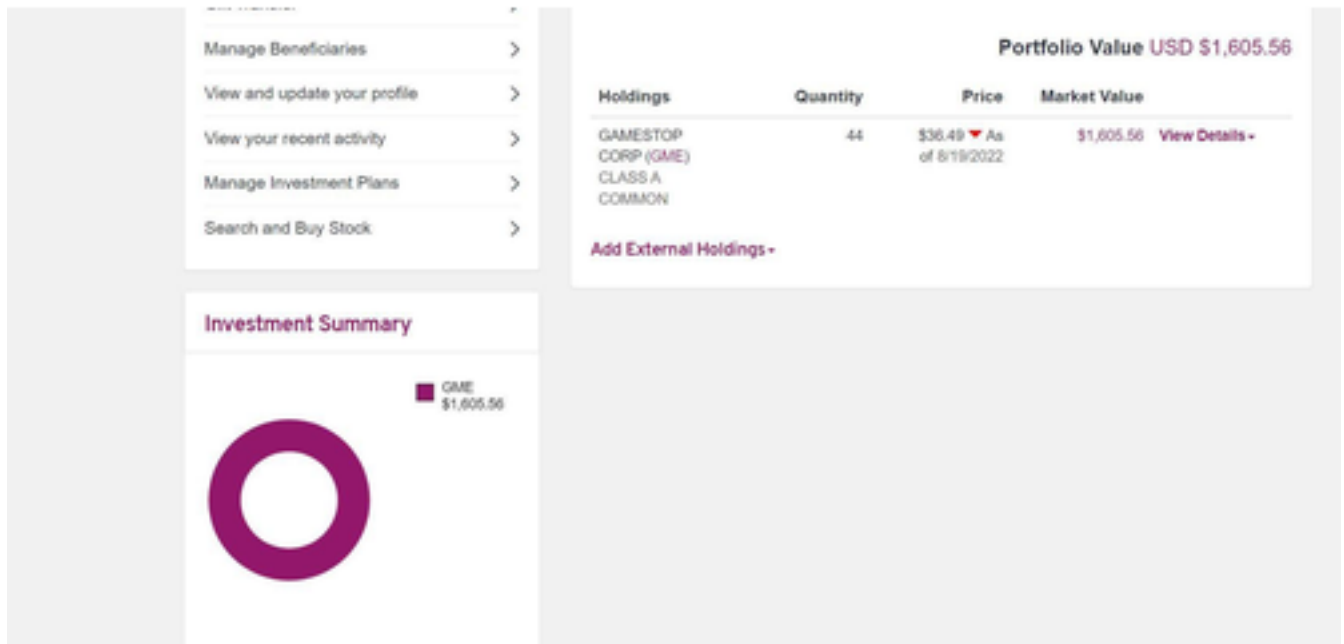 Manage Beneficiaries
View and update your profile
View your recent activity
Manage Investment Plans
Search and Buy Stock
Investment Summary
GME
$1,605.56
Portfolio Value USD $1,605.56
Holdings Quantity Price Market Value
GAMESTOP 44 $36.49 As $1,605.56 View Details
CORP (GME) of 8/19/2022
CLASS A
COMMON
Add External Holdings